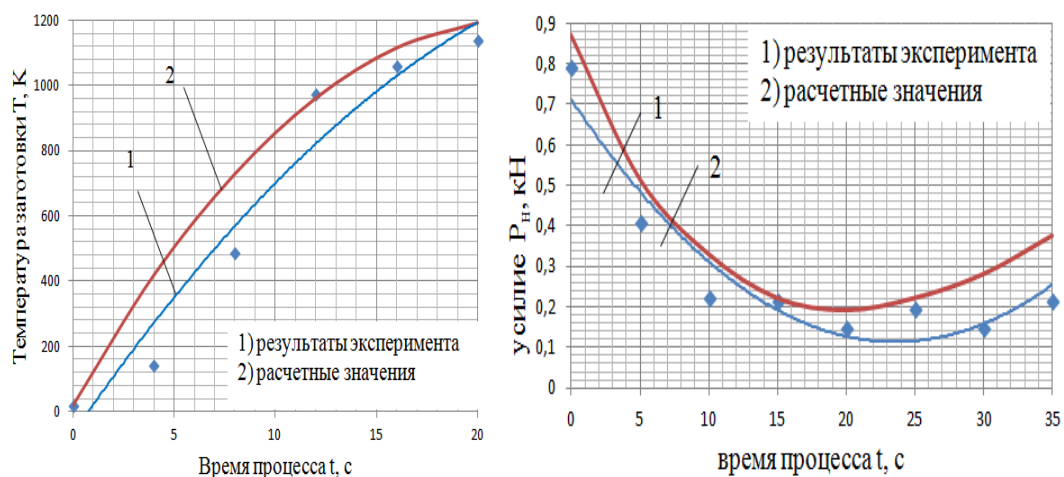 1200
1000
800
600
400
200
0
Температура заготовки Т, К
2
1
1) результаты эксперимента
2) расчетные значения
0 5 10 15 20
Время процесса t, с
0,9
0,8
0,7
0,6
0,5
0,4
0,3
0,2
0,1
0
усилие Рн, кН
1) результаты эксперимента
2) расчетные значения
1
2
0 5 10 15 20 25 30 35
время процесса t, с